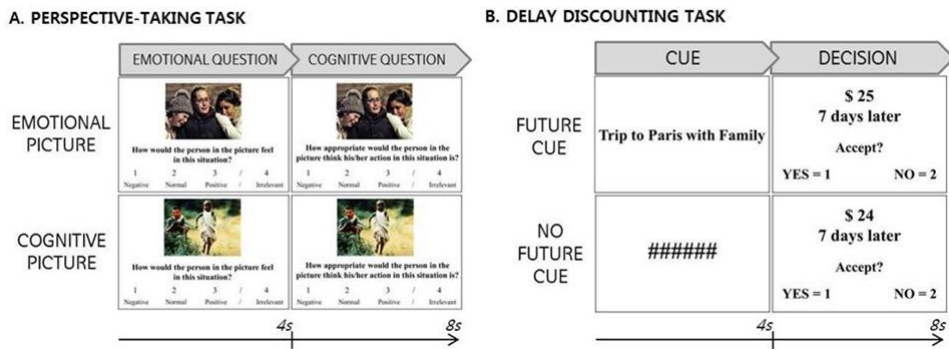 A. PERSPECTIVE-TAKING TASK
EMOTIONAL QUESTION
COGNITIVE QUESTION
EMOTIONAL
PICTURE
How would the person in the picture feel
in this situation?
1 2 3 / 4
Negative Normal Positive / Irrelevant
How appropriate would the person in the
picture think his/her action in this situation is?
1 2 3 / 4
Negative Normal Positive / Irrelevant
COGNITIVE
PICTURE
How would the person in the picture feel
in this situation?
1 2 3 / 4
Negative Normal Positive / Irrelevant
How appropriate would the person in the
picture think his/her action in this situation is?
1 2 3 / 4
Negative Normal Positive / Irrelevant
4s
8s
B. DELAY DISCOUNTING TASK
CUE
DECISION
FUTURE
CUE
Trip to Paris with Family
$ 25
7 days later
Accept?
YES = 1 NO = 2
NO
FUTURE
CUE
######
$ 24
7 days later
Accept?
YES = 1 NO = 2
4s
8s